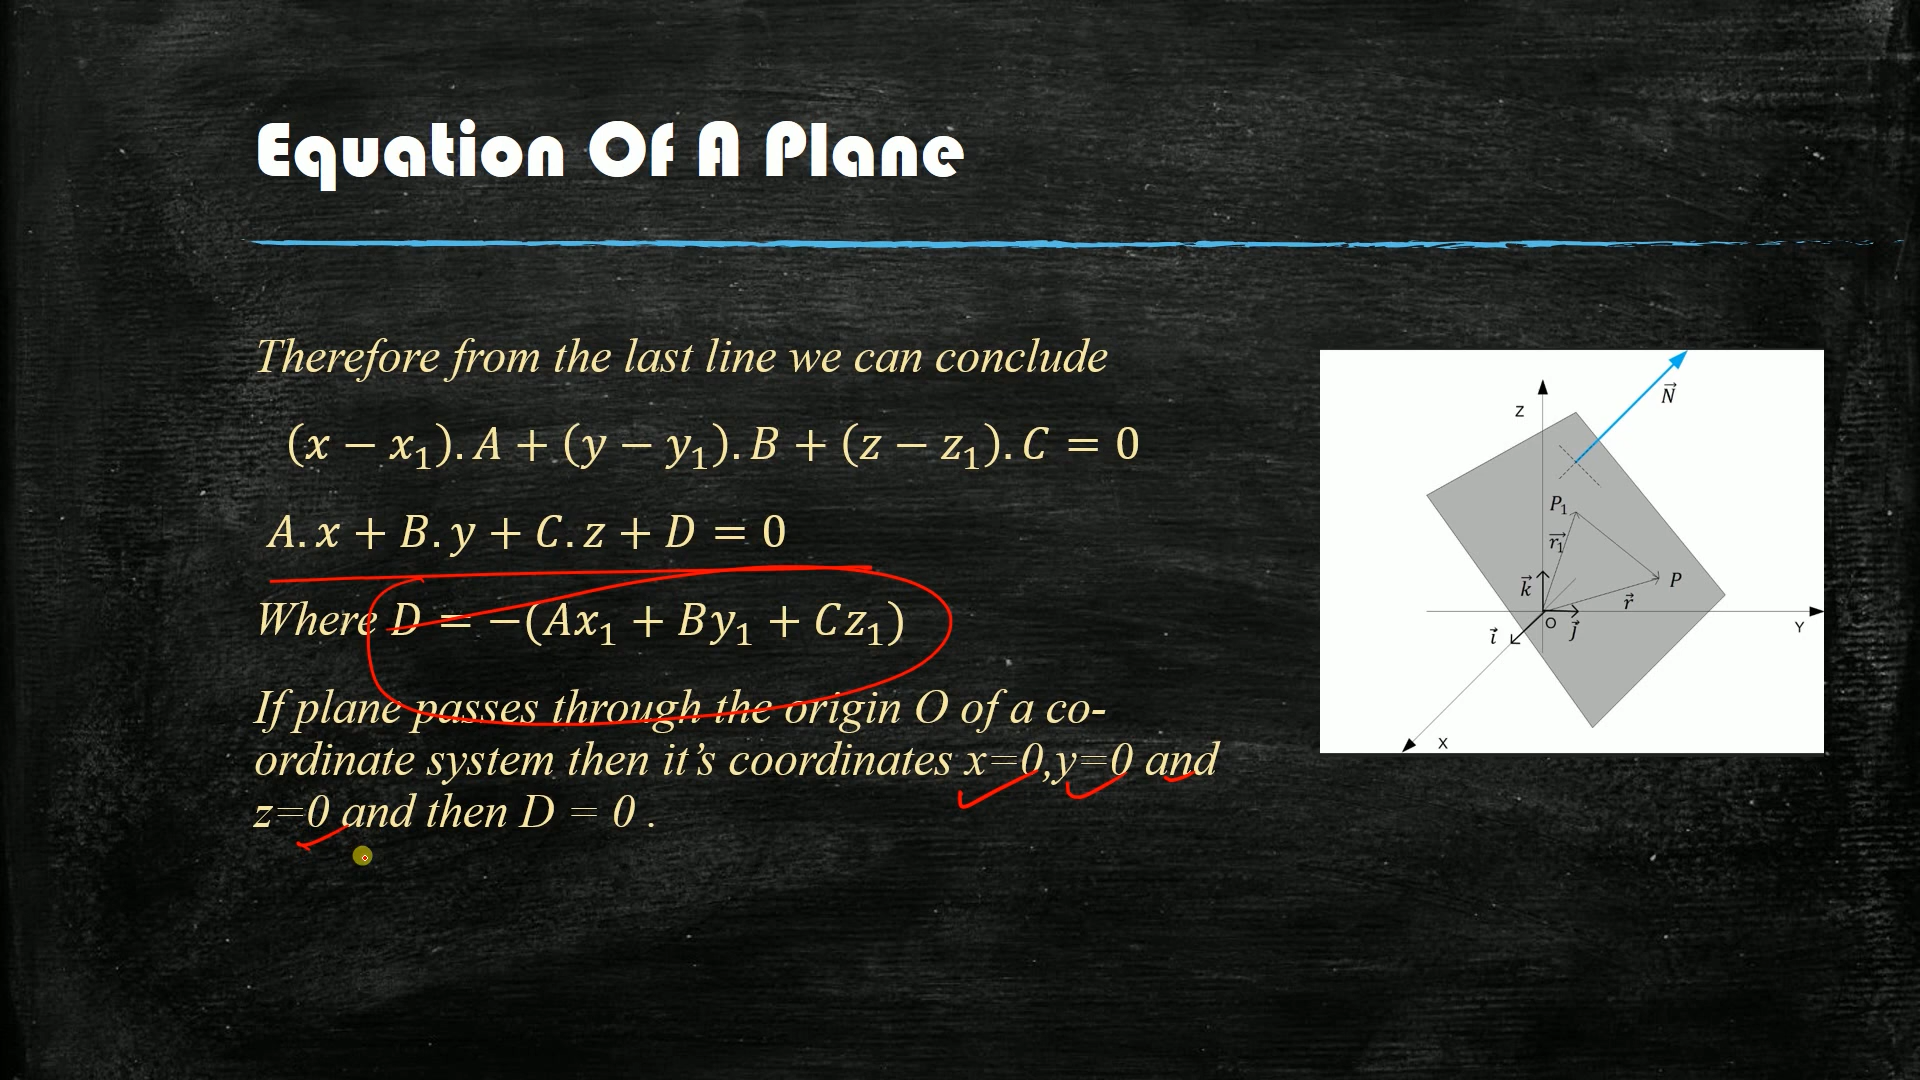 Equation Of A Plane
Therefore from the last line we can conclude
(x − x₁).A + (y − y₁).B + (z − z₁).C = 0
A.x + B.y + C.z + D = 0
Where D = −(Ax₁ + By₁ + Cz₁)
If plane passes through the origin O of a co-
ordinate system then it’s coordinates x=0,y=0 and
z=0 and then D = 0 .
N⃗
Z
P₁
r₁⃗
k⃗
P
r⃗
O
i⃗
j⃗
Y
X